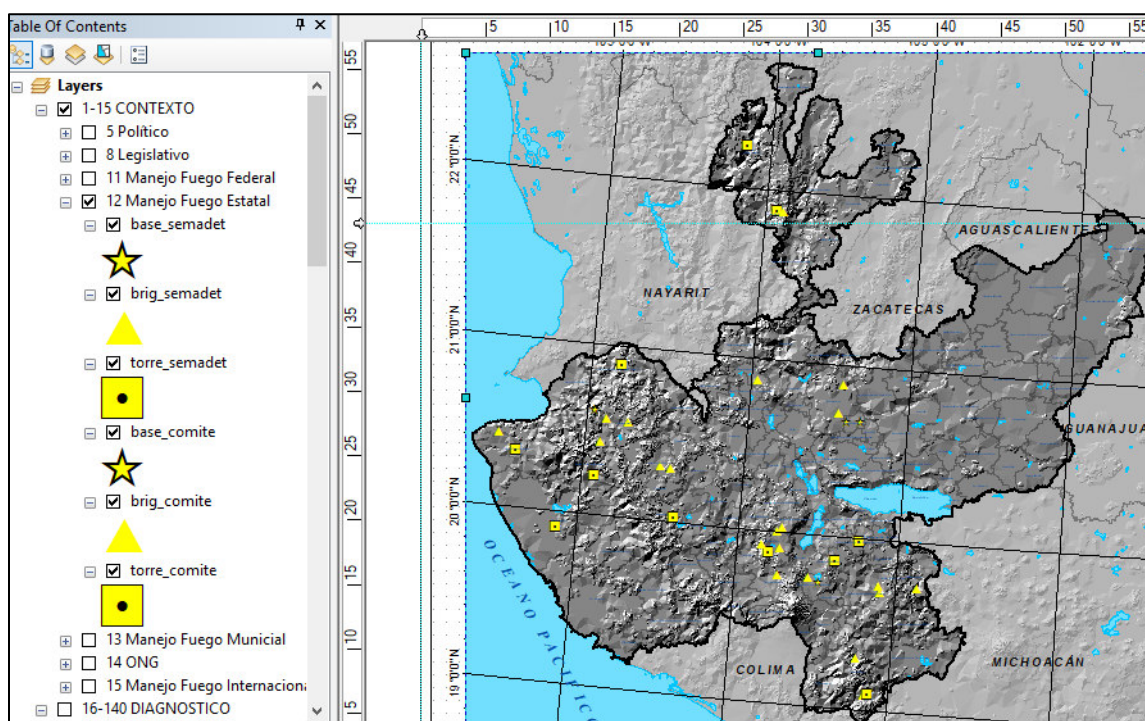 able Of Contents
Layers
1-15 CONTEXTO
5 Político
8 Legislativo
11 Manejo Fuego Federal
12 Manejo Fuego Estatal
base_semadet
brig_semadet
torre_semadet
base_comite
brig_comite
torre_comite
13 Manejo Fuego Municial
14 ONG
15 Manejo Fuego Internaciona
16-140 DIAGNOSTICO
5 10 15 20 25 30 35 40 45 50 55
55
50
45
40
35
30
25
20
15
10
5
22°0'0"N
21°0'0"N
20°0'0"N
19°0'0"N
AGUASCALIENTES
NAYARIT
ZACATECAS
GUANAJUA
OCEANO PACIFICO
COLIMA
MICHOACÁN